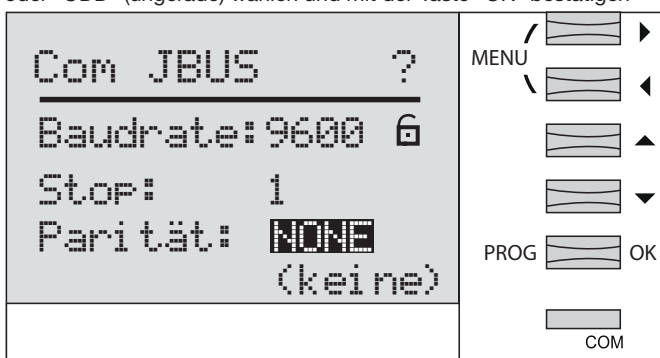 oder "ODD" (ungerade) wählen und mit der Taste "OK" bestätigen
Com JBUS ?
MENU
Baudrate:9600
Stop: 1
Parität: NONE
(keine)
PROG OK
COM